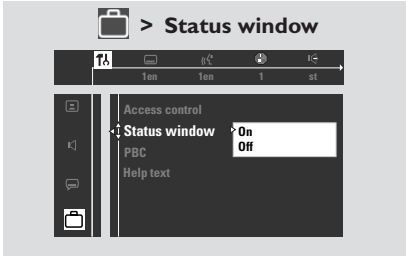 > Status window
1en 1en 1 st
Access control
Status window
On
Off
PBC
Help text